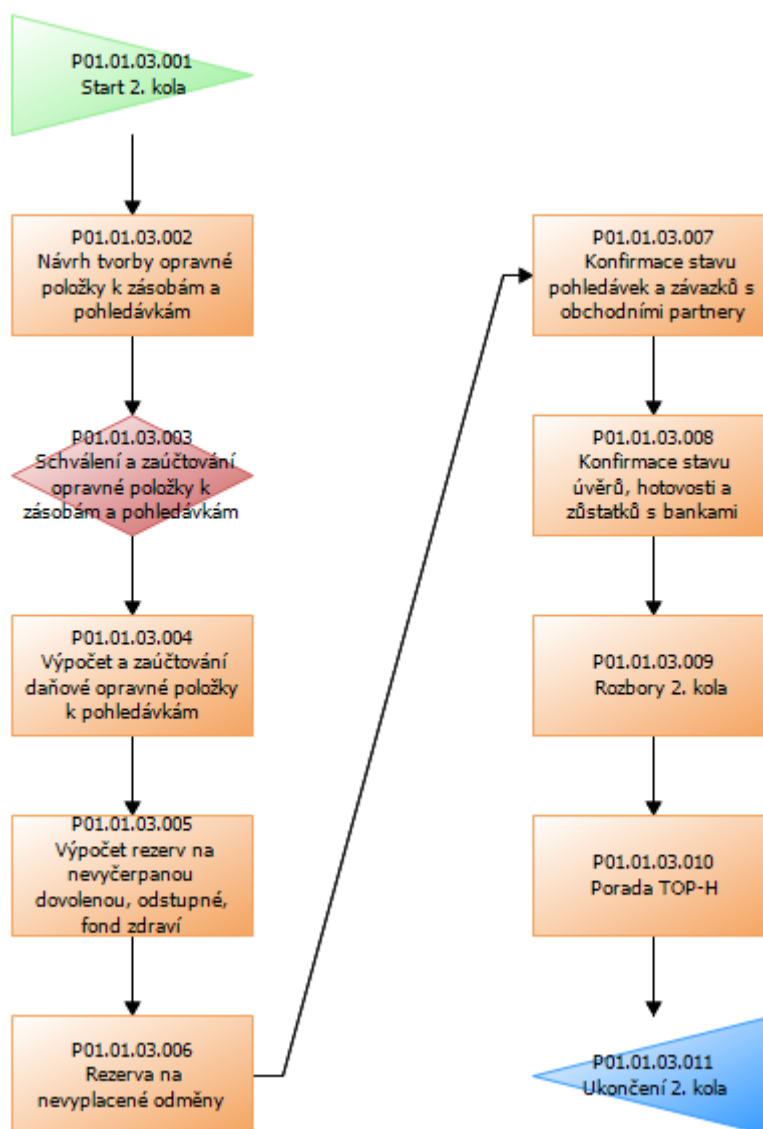 P01.01.03.001
Start 2. kola
P01.01.03.002
Návrh tvorby opravné
položky k zásobám a
pohledávkám
P01.01.03.003
Schválení a zaúčtování
opravné položky k
zásobám a pohledávkám
P01.01.03.004
Výpočet a zaúčtování
daňové opravné položky
k pohledávkám
P01.01.03.005
Výpočet rezerv na
nevyčerpanou
dovolenou, odstupné,
fond zdraví
P01.01.03.006
Rezerva na
nevyplacené odměny
P01.01.03.007
Konfirmace stavu
pohledávek a závazků s
obchodními partnery
P01.01.03.008
Konfirmace stavu
úvěrů, hotovosti a
zůstatků s bankami
P01.01.03.009
Rozbory 2. kola
P01.01.03.010
Porada TOP-H
P01.01.03.011
Ukončení 2. kola